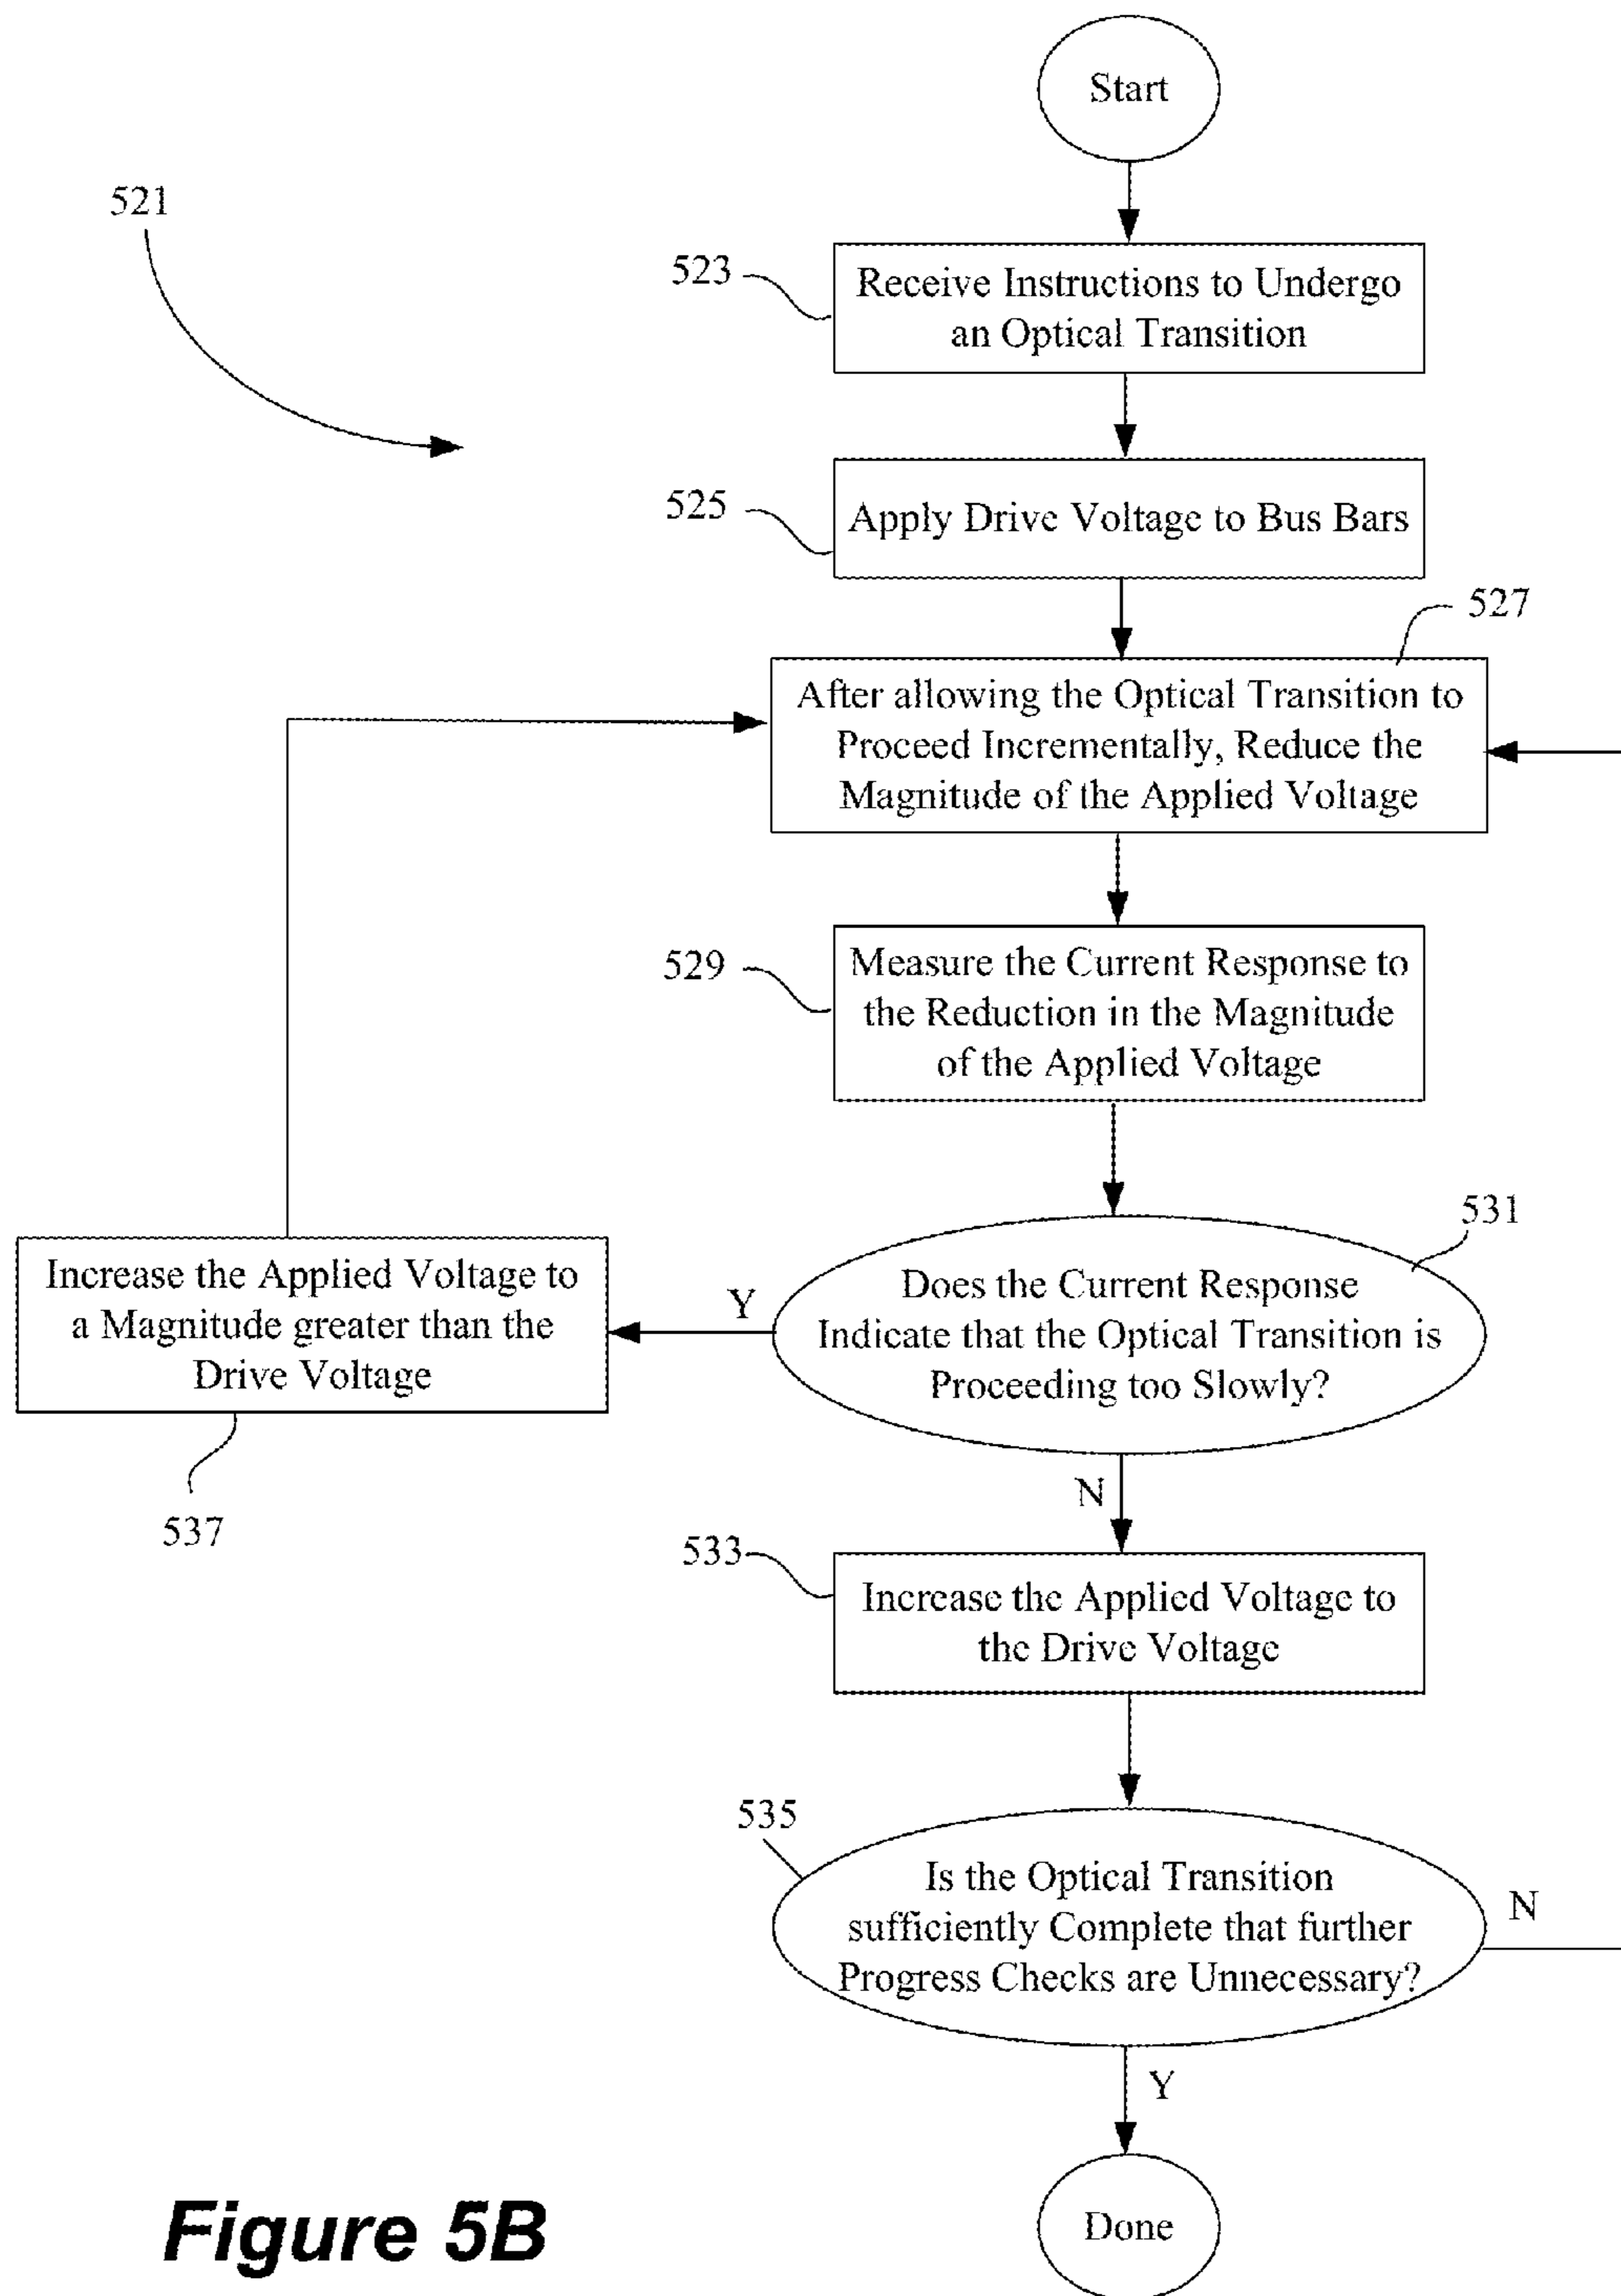 Start
521
523
Receive Instructions to Undergo
an Optical Transition
525
Apply Drive Voltage to Bus Bars
527
After allowing the Optical Transition to
Proceed Incrementally, Reduce the
Magnitude of the Applied Voltage
529
Measure the Current Response to
the Reduction in the Magnitude
of the Applied Voltage
531
Does the Current Response
Indicate that the Optical Transition is
Proceeding too Slowly?
Y
Increase the Applied Voltage to
a Magnitude greater than the
Drive Voltage
537
N
533
Increase the Applied Voltage to
the Drive Voltage
535
Is the Optical Transition
sufficiently Complete that further
Progress Checks are Unnecessary?
N
Y
Done
Figure 5B